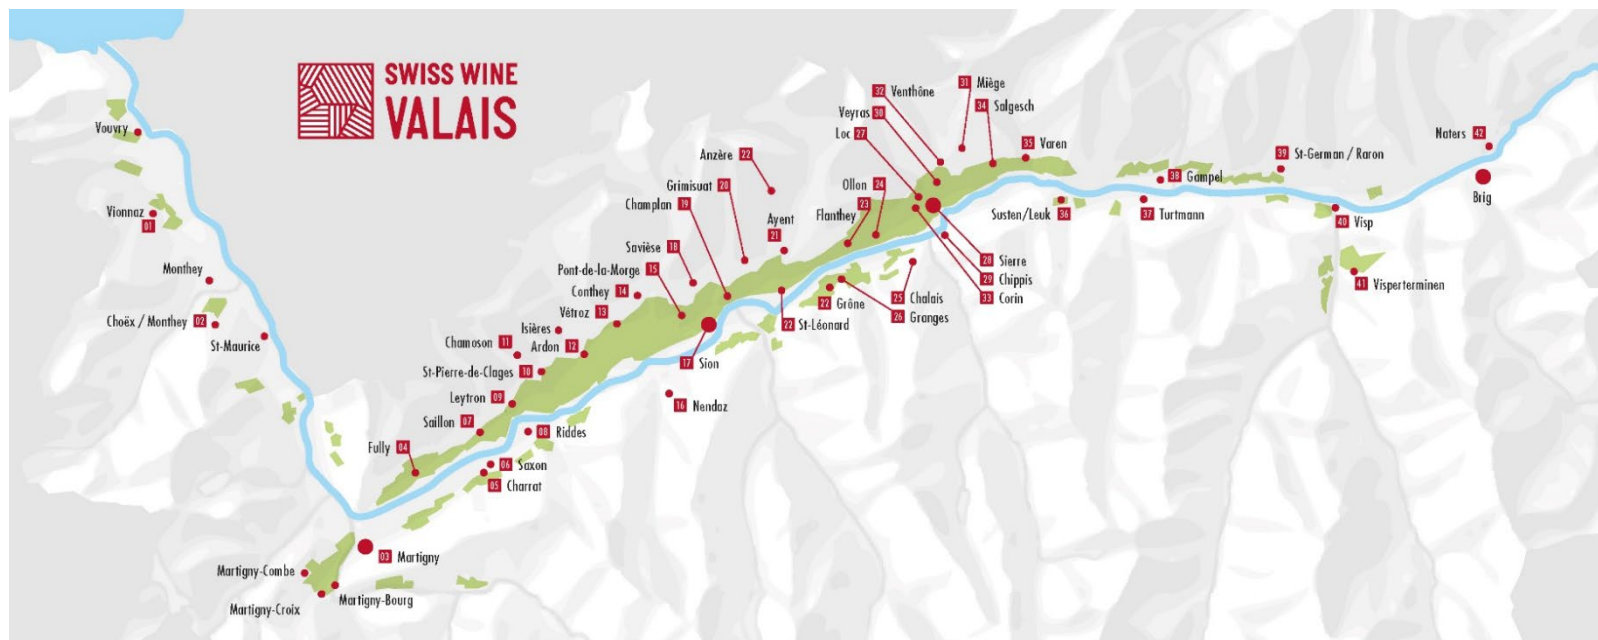 SWISS WINE
VALAIS
Vouvry
Vionnaz
01
Monthey
Choëx / Monthey 02
St-Maurice
Fully 04
Saillon 07
Leytron 09
St-Pierre-de-Clages 10
Chamoson 11
Isières
Ardon 12
Vétroz 13
Conthey 14
Pont-de-la-Morge 15
Savièse 18
Champlan 19
Grimisuat 20
Anzère 22
Ayent
21
Flanthey
23
Ollon 24
Loc 27
Veyras 30
32 Venthône
31 Miège
34 Salgesch
35 Varen
38 Gampel
39
St-German / Raron
Naters 42
Brig
40
Visp
41 Visperterminen
37 Turtmann
Susten/Leuk 36
28 Sierre
29 Chippis
33 Corin
25 Chalais
26 Granges
22 Grône
22 St-Léonard
17 Sion
16 Nendaz
08 Riddes
06 Saxon
05 Charrat
03 Martigny
Martigny-Combe
Martigny-Croix
Martigny-Bourg